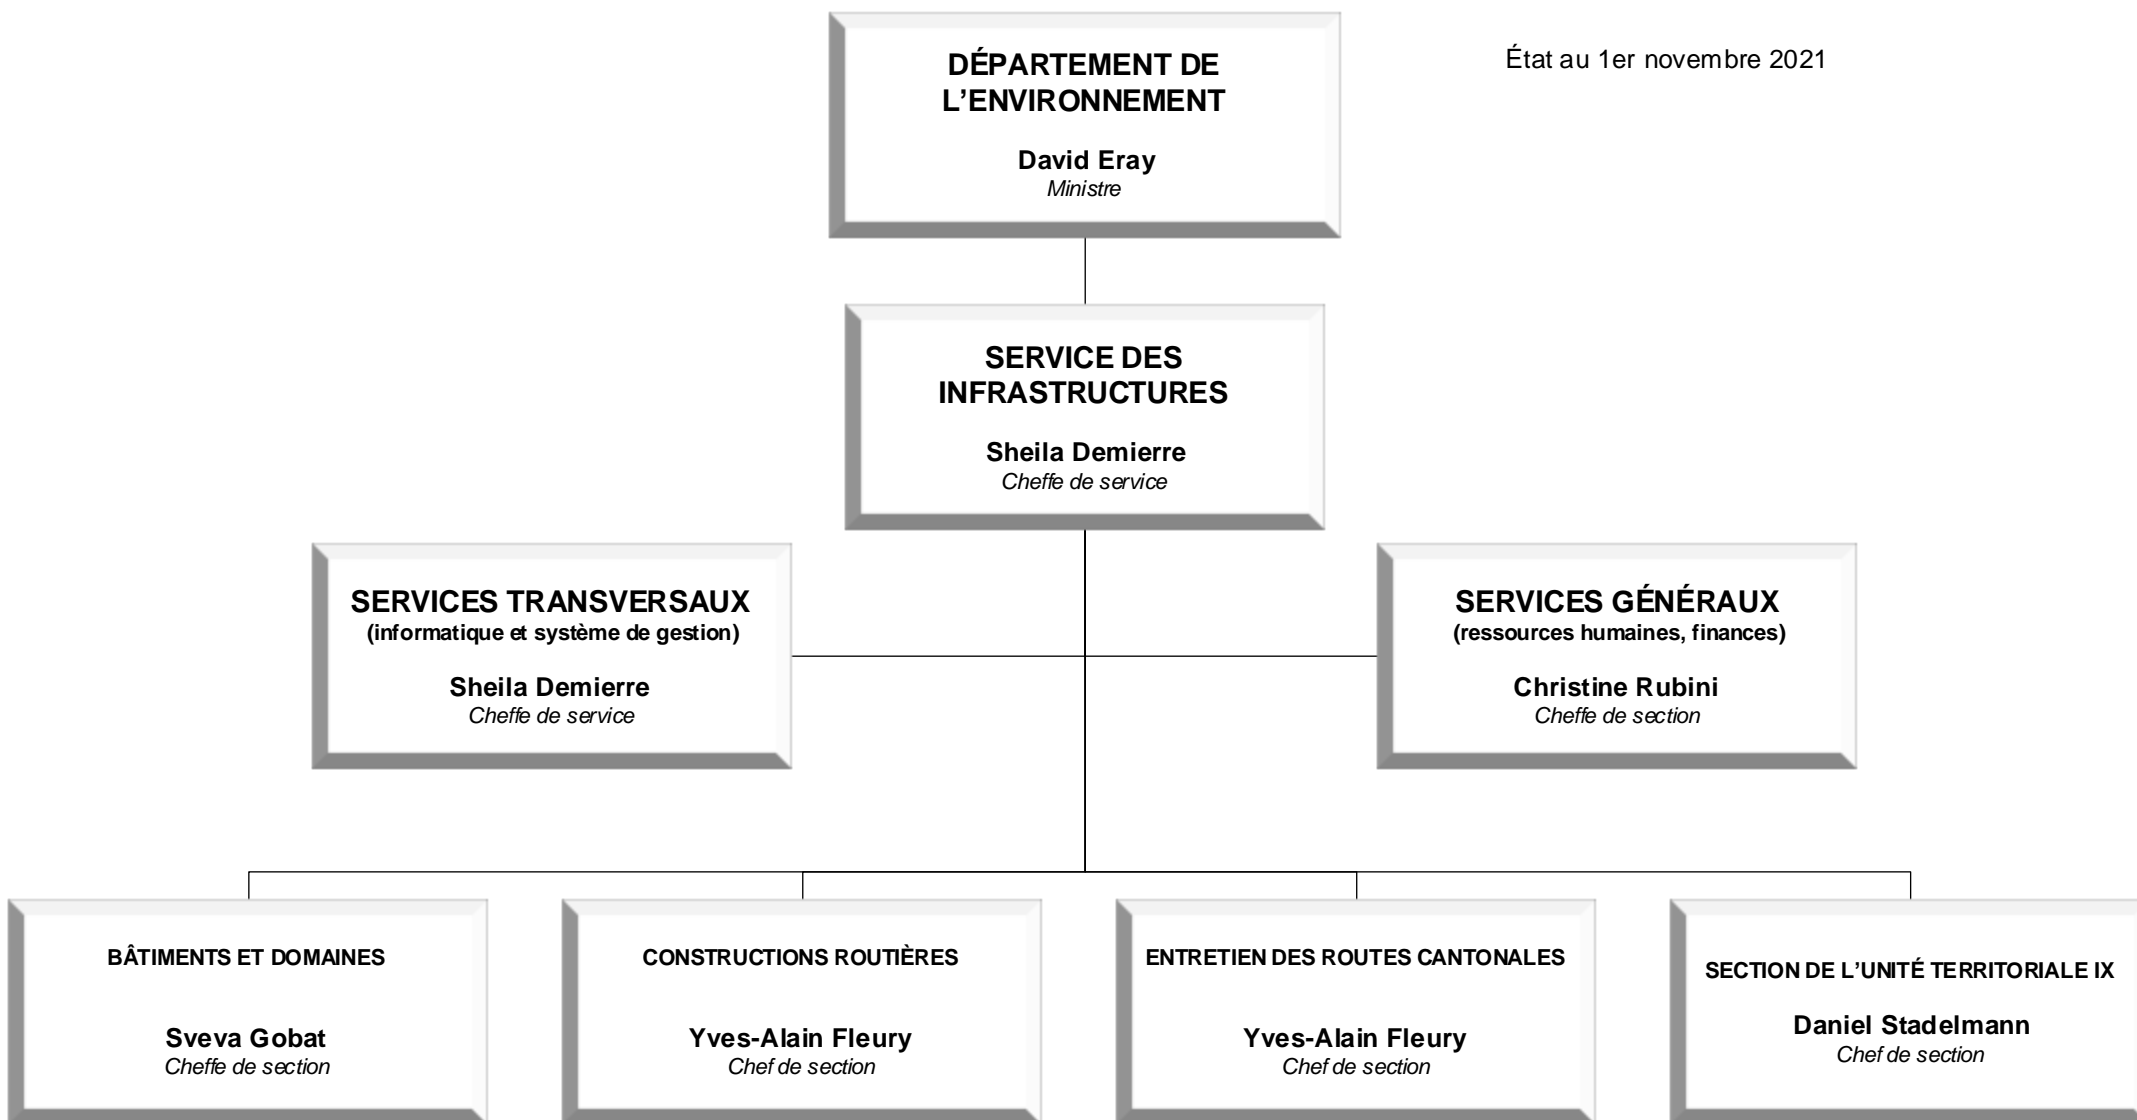 DÉPARTEMENT DE
L’ENVIRONNEMENT
David Eray
Ministre
État au 1er novembre 2021
SERVICE DES
INFRASTRUCTURES
Sheila Demierre
Cheffe de service
SERVICES TRANSVERSAUX
(informatique et système de gestion)
Sheila Demierre
Cheffe de service
SERVICES GÉNÉRAUX
(ressources humaines, finances)
Christine Rubini
Cheffe de section
BÂTIMENTS ET DOMAINES
Sveva Gobat
Cheffe de section
CONSTRUCTIONS ROUTIÈRES
Yves-Alain Fleury
Chef de section
ENTRETIEN DES ROUTES CANTONALES
Yves-Alain Fleury
Chef de section
SECTION DE L’UNITÉ TERRITORIALE IX
Daniel Stadelmann
Chef de section